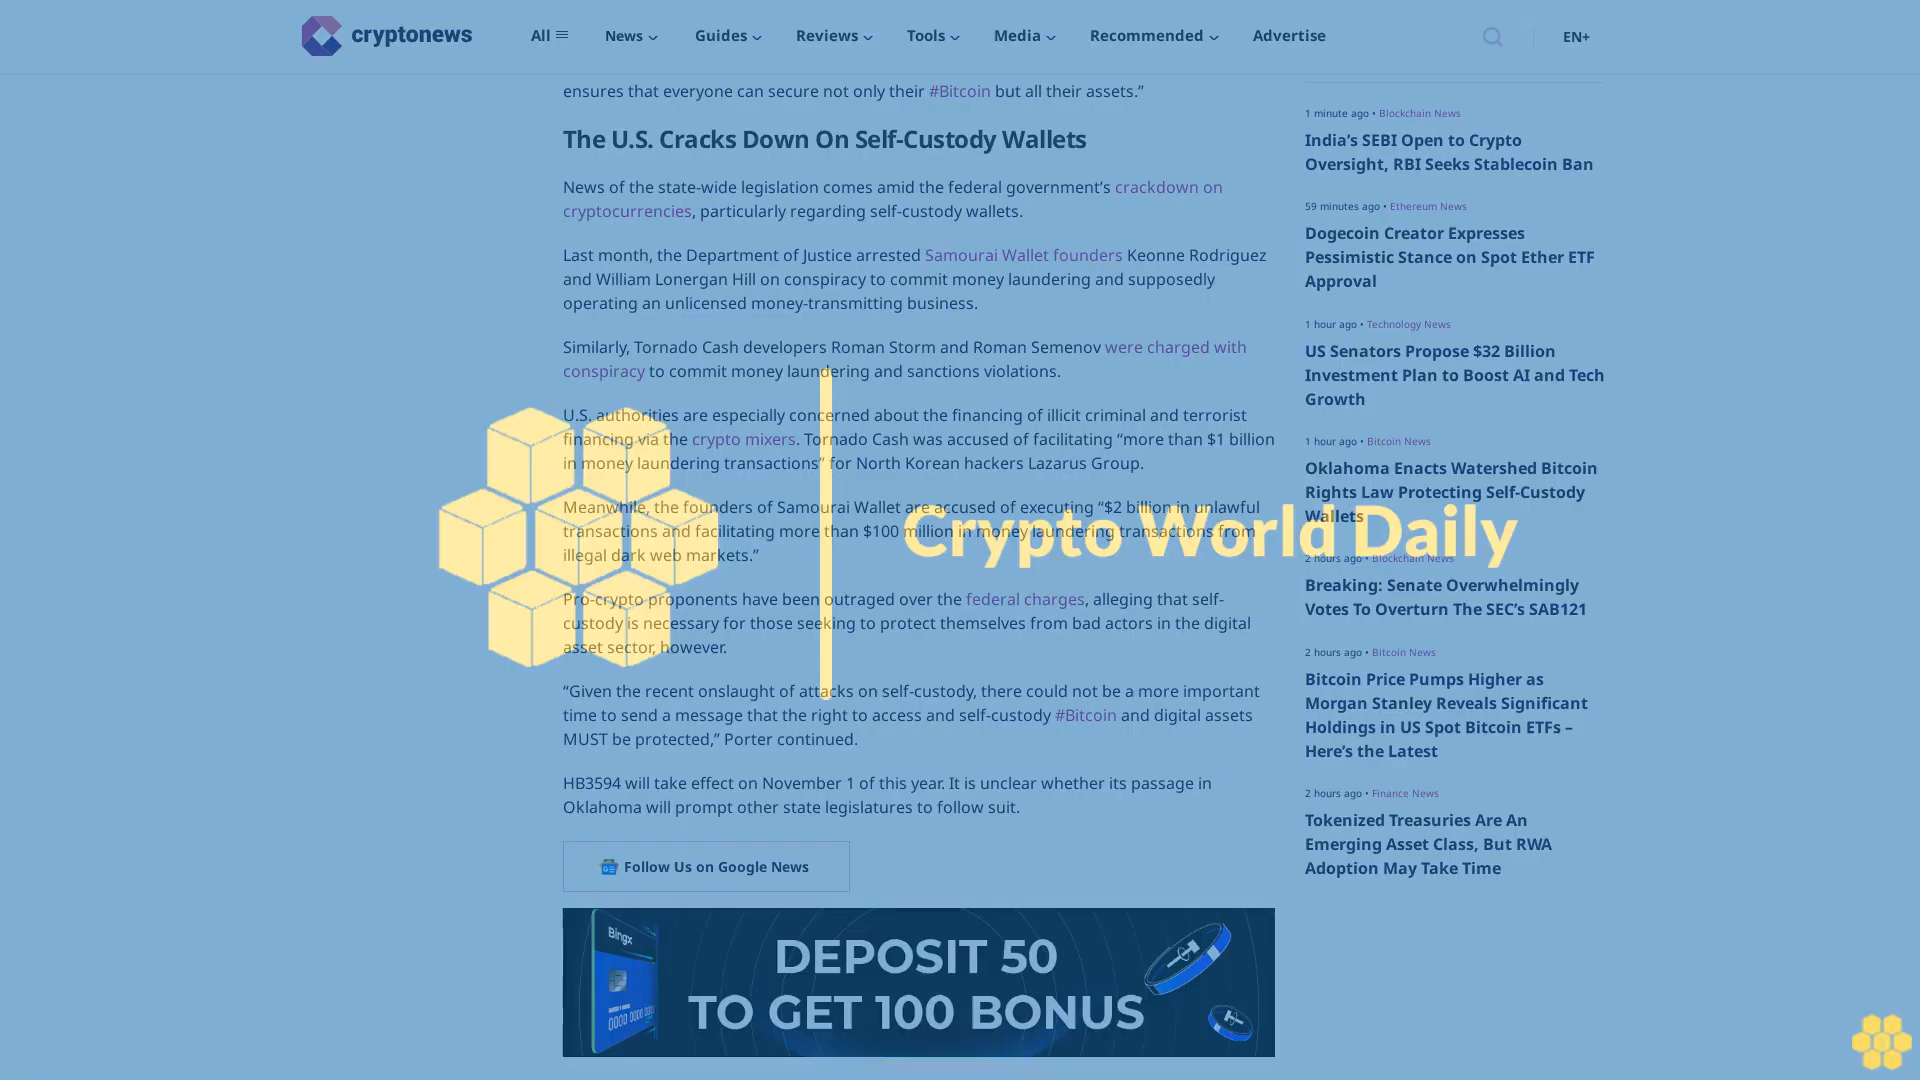 cryptonews
All
News
Guides
Reviews
Tools
Media
Recommended
Advertise
EN+
ensures that everyone can secure not only their #Bitcoin but all their assets.”
The U.S. Cracks Down On Self-Custody Wallets
News of the state-wide legislation comes amid the federal government’s crackdown on
cryptocurrencies, particularly regarding self-custody wallets.
Last month, the Department of Justice arrested Samourai Wallet founders Keonne Rodriguez
and William Lonergan Hill on conspiracy to commit money laundering and supposedly
operating an unlicensed money-transmitting business.
Similarly, Tornado Cash developers Roman Storm and Roman Semenov were charged with
conspiracy to commit money laundering and sanctions violations.
U.S. authorities are especially concerned about the financing of illicit criminal and terrorist
financing via the crypto mixers. Tornado Cash was accused of facilitating “more than $1 billion
in money laundering transactions” for North Korean hackers Lazarus Group.
Meanwhile, the founders of Samourai Wallet are accused of executing “$2 billion in unlawful
transactions and facilitating more than $100 million in money laundering transactions from
illegal dark web markets.”
Pro-crypto proponents have been outraged over the federal charges, alleging that self-
custody is necessary for those seeking to protect themselves from bad actors in the digital
asset sector, however.
“Given the recent onslaught of attacks on self-custody, there could not be a more important
time to send a message that the right to access and self-custody #Bitcoin and digital assets
MUST be protected,” Porter continued.
HB3594 will take effect on November 1 of this year. It is unclear whether its passage in
Oklahoma will prompt other state legislatures to follow suit.
Follow Us on Google News
Bingx
0000 0000 000
DEPOSIT 50
TO GET 100 BONUS
1 minute ago • Blockchain News
India’s SEBI Open to Crypto
Oversight, RBI Seeks Stablecoin Ban
59 minutes ago • Ethereum News
Dogecoin Creator Expresses
Pessimistic Stance on Spot Ether ETF
Approval
1 hour ago • Technology News
US Senators Propose $32 Billion
Investment Plan to Boost AI and Tech
Growth
1 hour ago • Bitcoin News
Oklahoma Enacts Watershed Bitcoin
Rights Law Protecting Self-Custody
Wallets
2 hours ago • Blockchain News
Breaking: Senate Overwhelmingly
Votes To Overturn The SEC’s SAB121
2 hours ago • Bitcoin News
Bitcoin Price Pumps Higher as
Morgan Stanley Reveals Significant
Holdings in US Spot Bitcoin ETFs –
Here’s the Latest
2 hours ago • Finance News
Tokenized Treasuries Are An
Emerging Asset Class, But RWA
Adoption May Take Time
Crypto World Daily